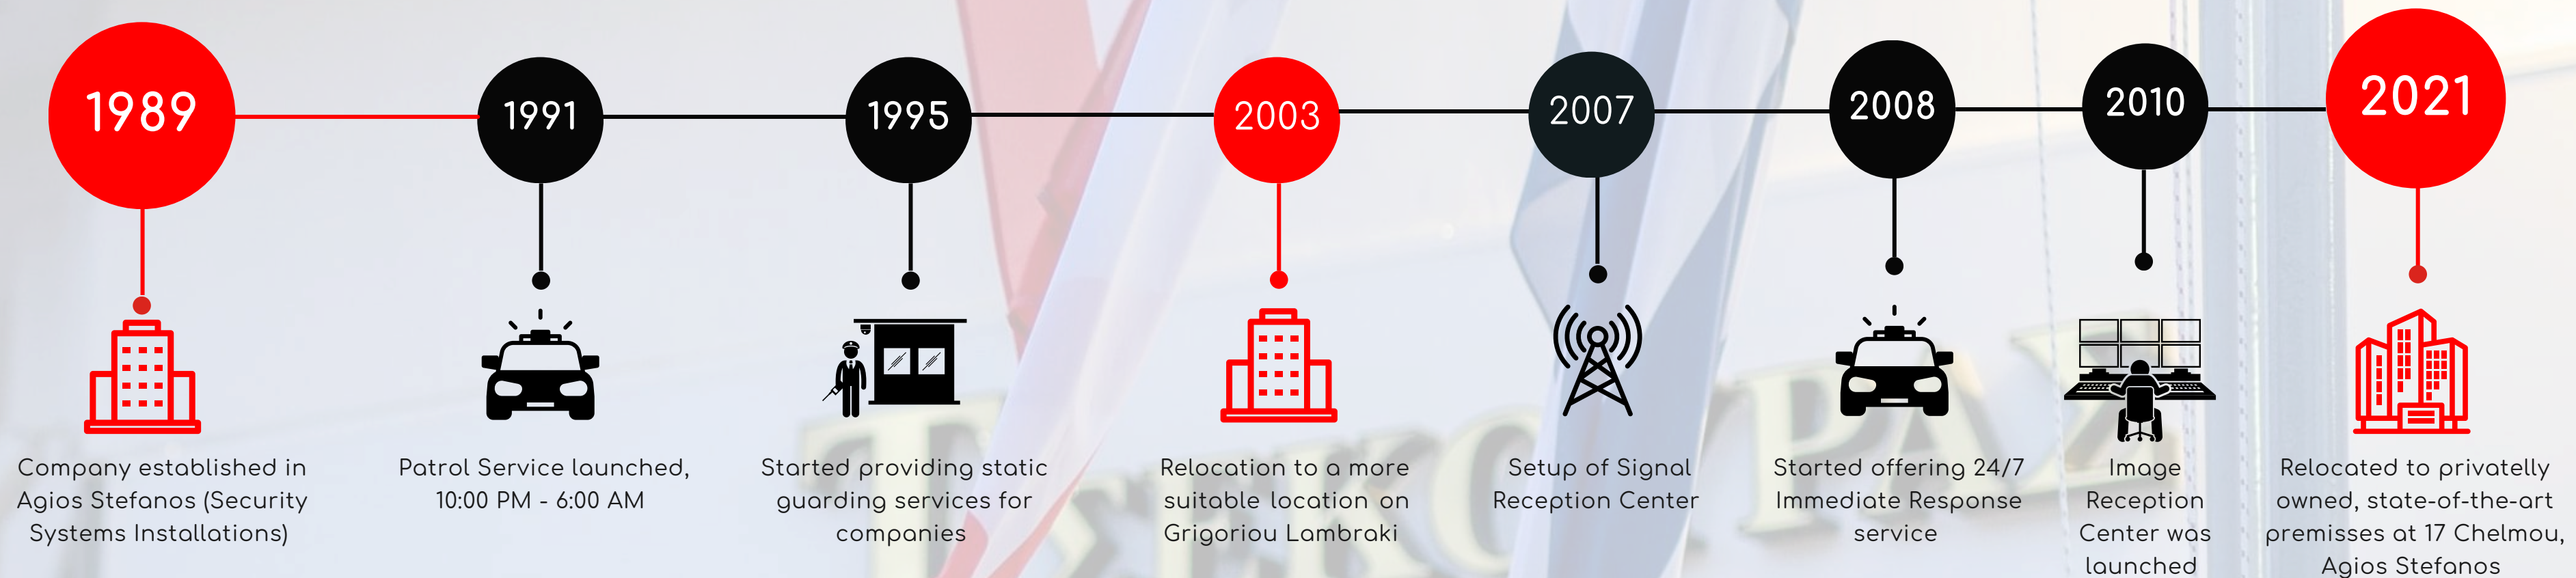 1989
Company established in
Agios Stefanos (Security
Systems Installations)
1991
Patrol Service launched,
10:00 PM - 6:00 AM
1995
Started providing static
guarding services for
companies
2003
Relocation to a more
suitable location on
Grigoriou Lambraki
2007
Setup of Signal
Reception Center
2008
Started offering 24/7
Immediate Response
service
2010
Image
Reception
Center was
launched
2021
Relocated to privatelly
owned, state-of-the-art
premisses at 17 Chelmou,
Agios Stefanos